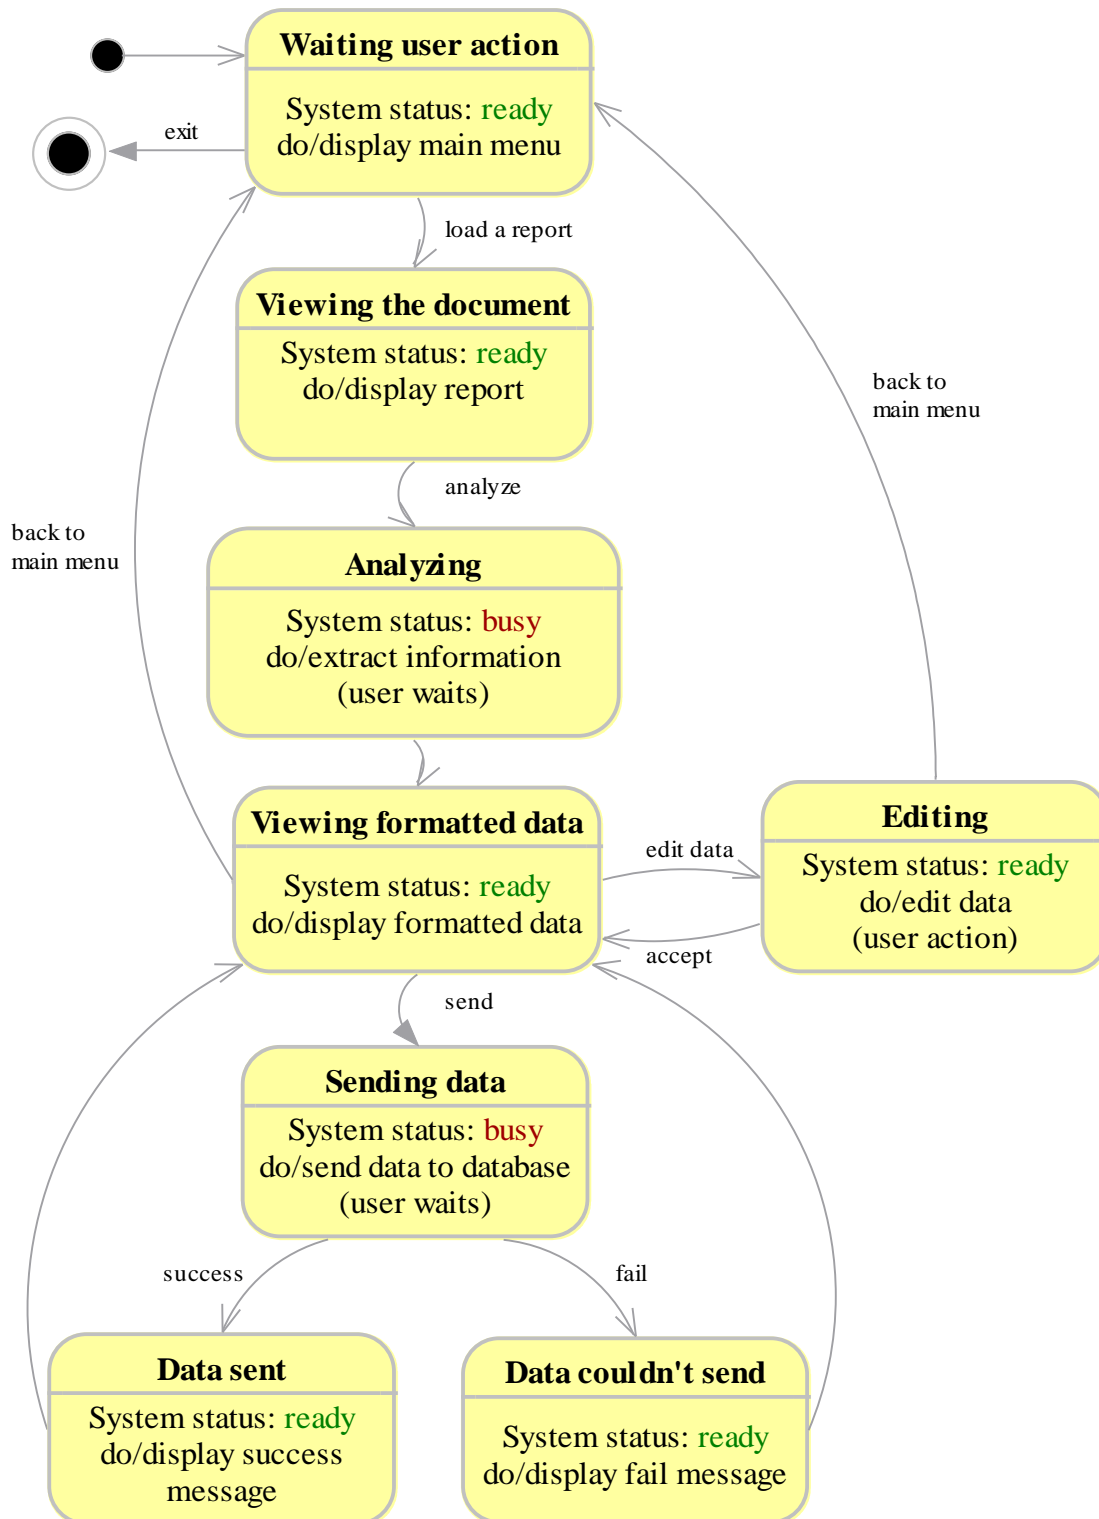 Waiting user action
System status: ready
do/display main menu
exit
load a report
Viewing the document
System status: ready
do/display report
back to
main menu
analyze
back to
main menu
Analyzing
System status: busy
do/extract information
(user waits)
Viewing formatted data
System status: ready
do/display formatted data
edit data
accept
Editing
System status: ready
do/edit data
(user action)
send
Sending data
System status: busy
do/send data to database
(user waits)
success
fail
Data sent
System status: ready
do/display success
message
Data couldn't send
System status: ready
do/display fail message